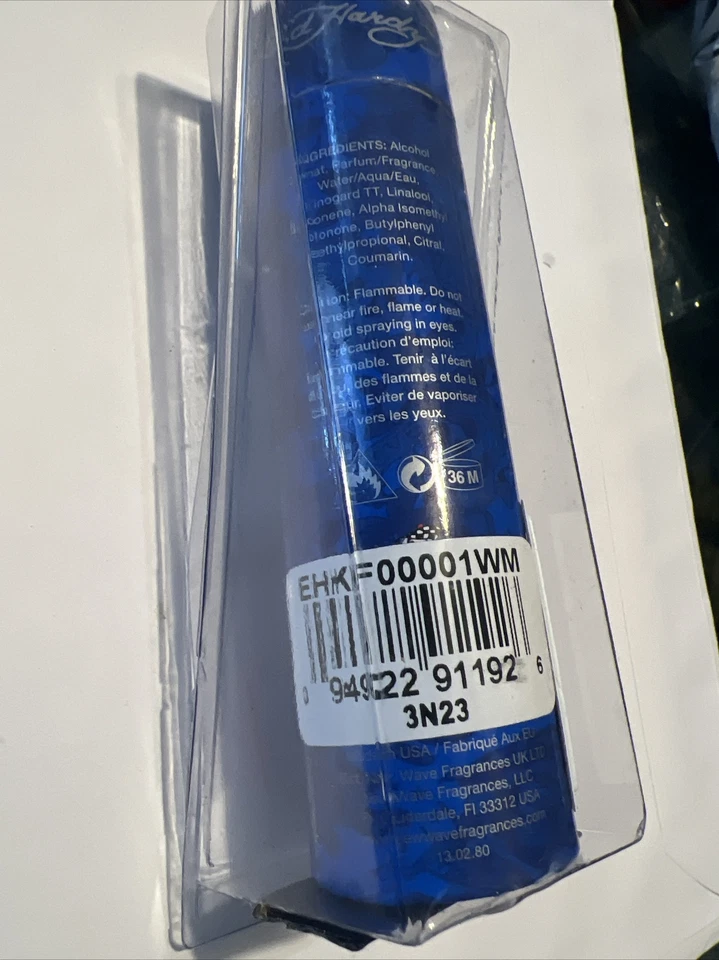 Hardy
INGREDIENTS: Alcohol
Parfum/Fragrance,
Water/Aqua/Eau,
TT, Linalool,
Alpha Isomethyl
Butylphenyl
Citral,
Coumarin.
Flammable. Do not
near fire, flame or heat.
spraying in eyes.
d'emploi:
Tenir à l'écart
des flammes et de la
Eviter de vaporiser
vers les yeux.
36 M
EHKF00001WM
0 94922 91192 6
3N23
USA / Fabriqué Aux EU
Wave Fragrances UK LTD
Wave Fragrances, LLC
Fl 33312 USA
13.02.80